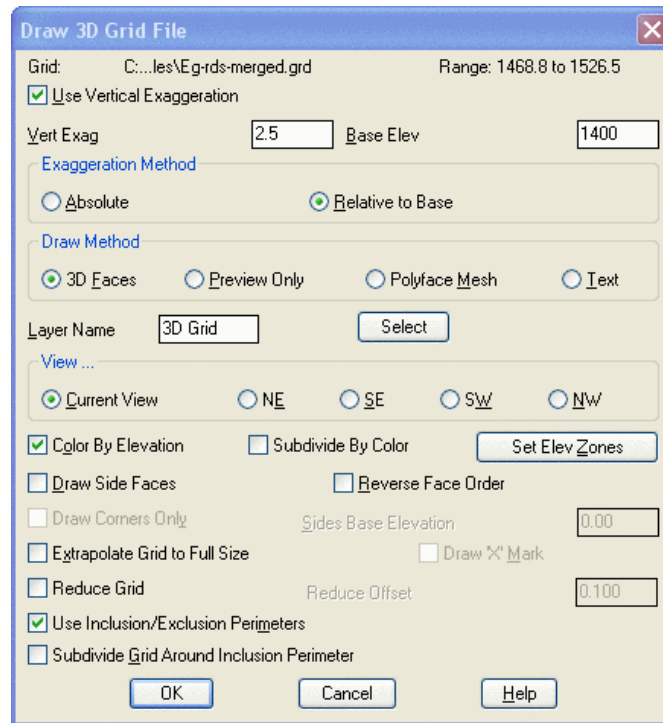 Draw 3D Grid File
Grid: C:...les\Eg-rds-merged.grd Range: 1468.8 to 1526.5
Use Vertical Exaggeration
Vert Exag 2.5 Base Elev 1400
Exaggeration Method
Absolute Relative to Base
Draw Method
3D Faces Preview Only Polyface Mesh Text
Layer Name 3D Grid Select
View ...
Current View NE SE SW NW
Color By Elevation Subdivide By Color Set Elev Zones
Draw Side Faces Reverse Face Order
Draw Corners Only Sides Base Elevation 0.00
Extrapolate Grid to Full Size Draw 'X' Mark
Reduce Grid Reduce Offset 0.100
Use Inclusion/Exclusion Perimeters
Subdivide Grid Around Inclusion Perimeter
OK Cancel Help